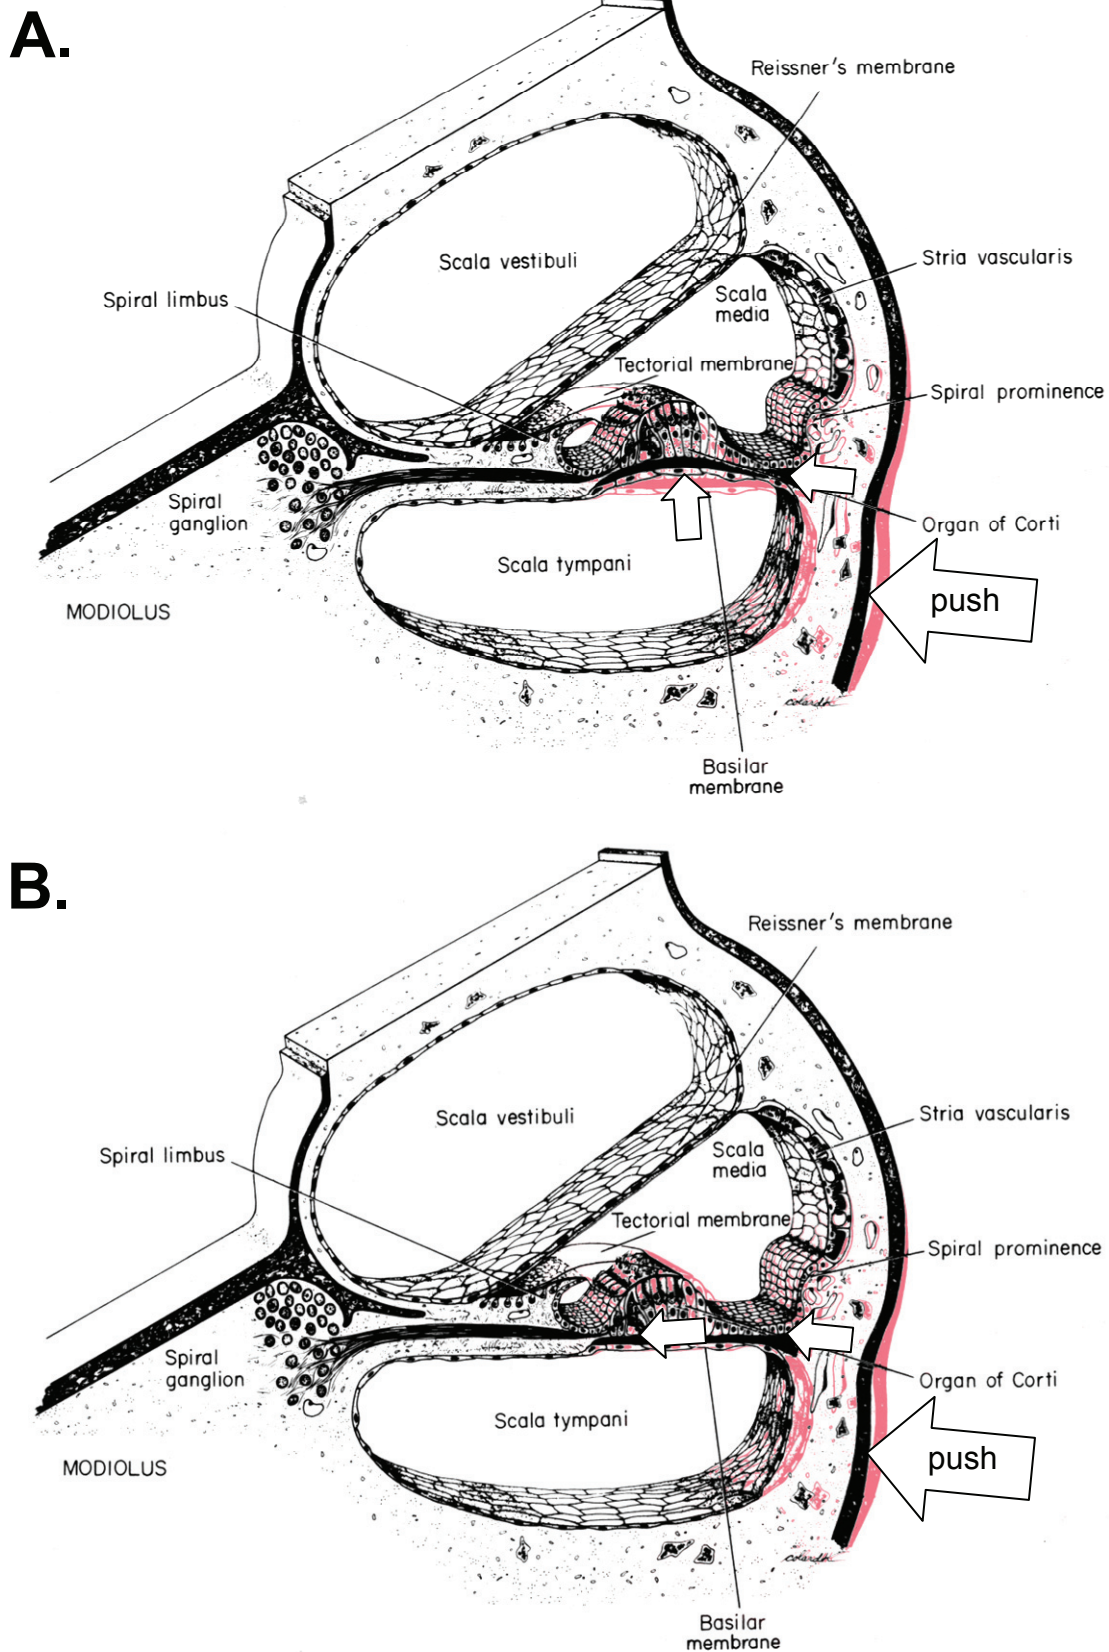 A.
Reissner's membrane
Scala vestibuli
Stria vascularis
Spiral limbus
Scala
media
Tectorial membrane
Spiral prominence
Spiral
ganglion
Organ of Corti
Scala tympani
push
MODIOLUS
Basilar
membrane
B.
Reissner's membrane
Scala vestibuli
Stria vascularis
Spiral limbus
Scala
media
Tectorial membrane
Spiral prominence
Spiral
ganglion
Organ of Corti
Scala tympani
push
MODIOLUS
Basilar
membrane